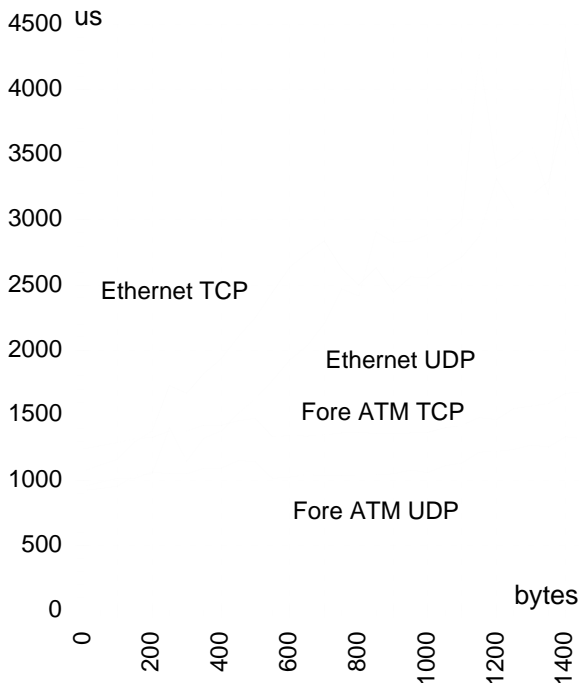 4500 us
4000
3500
3000
2500
Ethernet TCP
2000
Ethernet UDP
1500
Fore ATM TCP
1000
Fore ATM UDP
500
bytes
0
0 200 400 600 800 1000 1200 1400